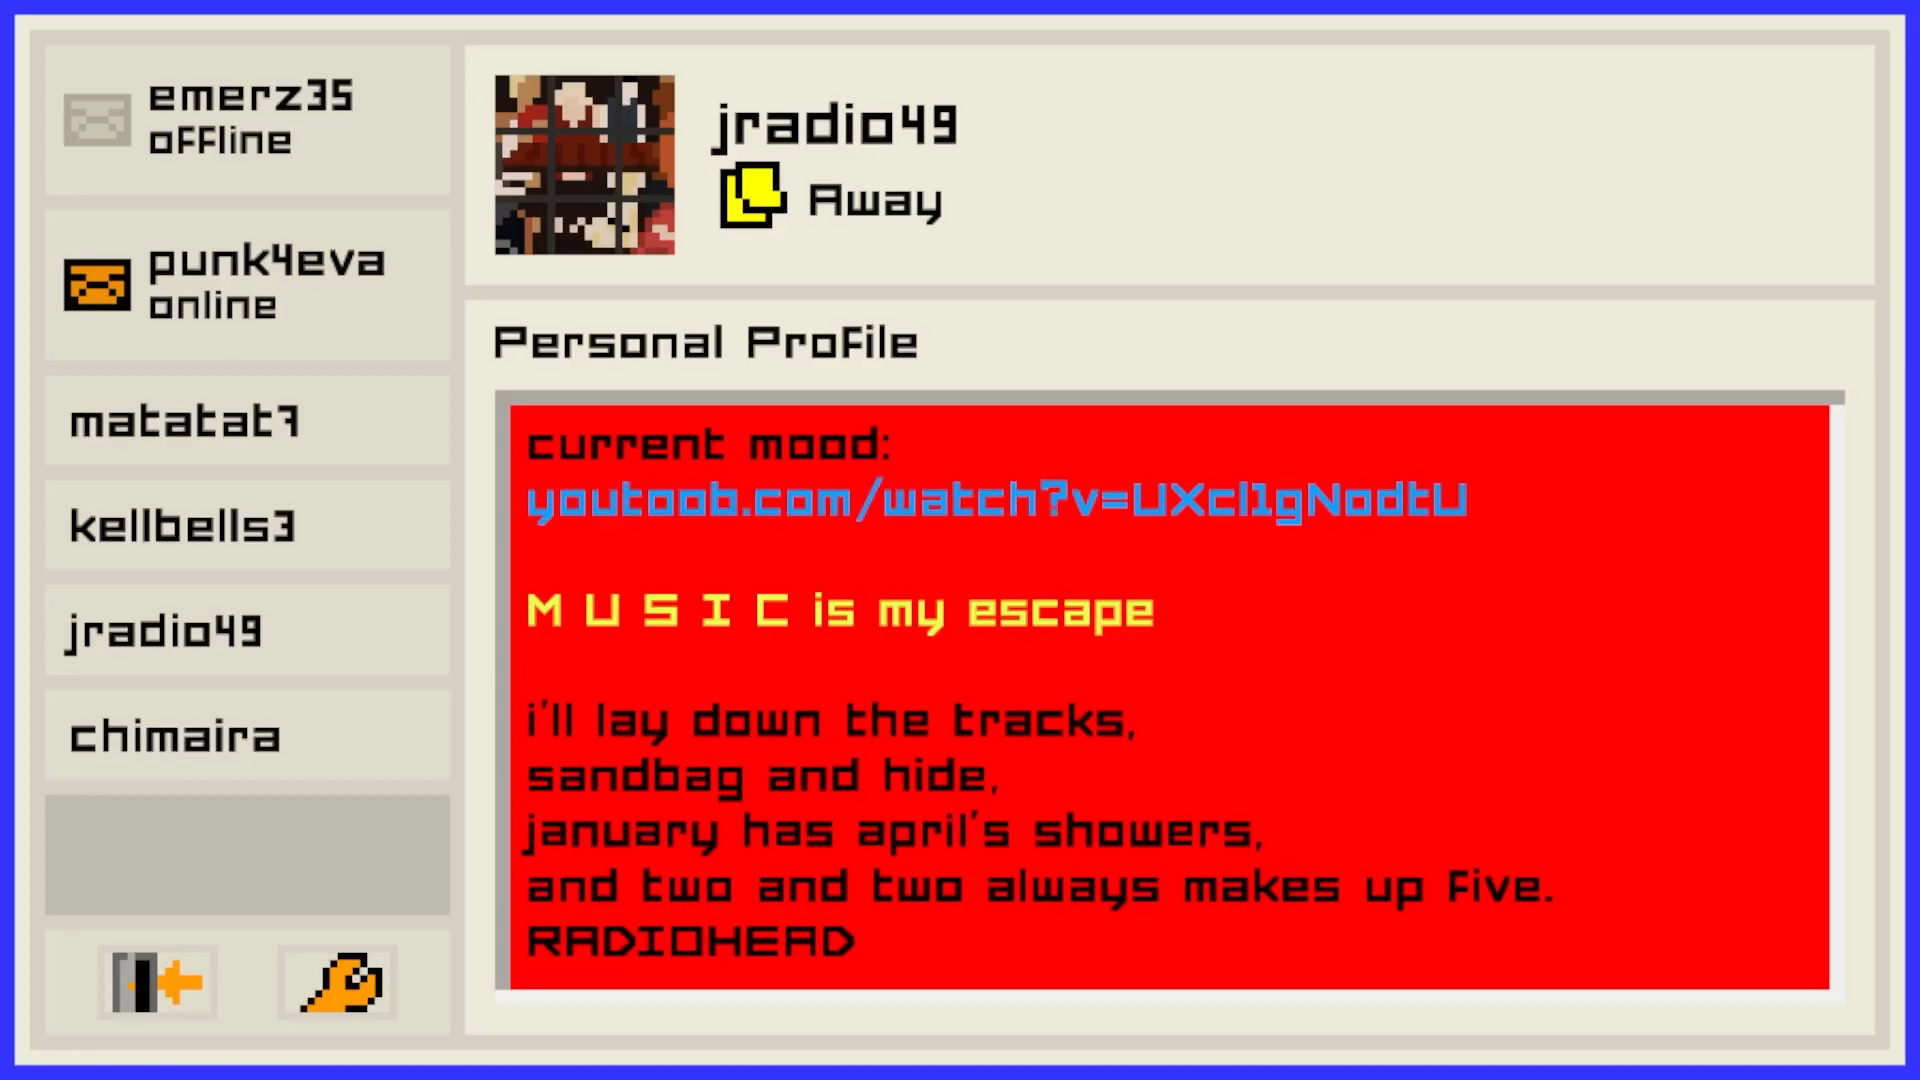 emerz35
offline
punk4eva
online
matatat7
kellbells3
jradio49
chimaira
jradio49
Away
Personal Profile
current mood:
youtoob.com/watch?v=UXcl1gNodtU
M U S I C is my escape
i'll lay down the tracks,
sandbag and hide,
january has april's showers,
and two and two always makes up five.
RADIOHEAD